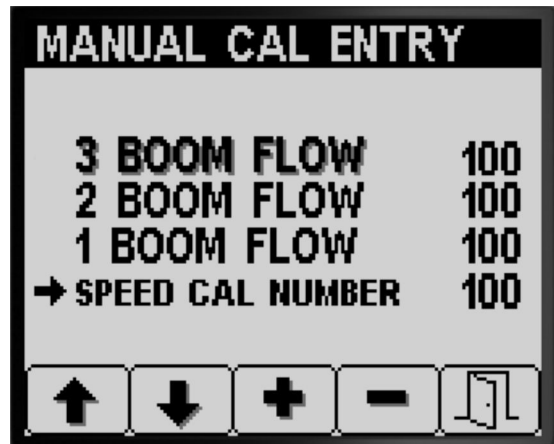 MANUAL CAL ENTRY
3 BOOM FLOW 100
2 BOOM FLOW 100
1 BOOM FLOW 100
SPEED CAL NUMBER 100